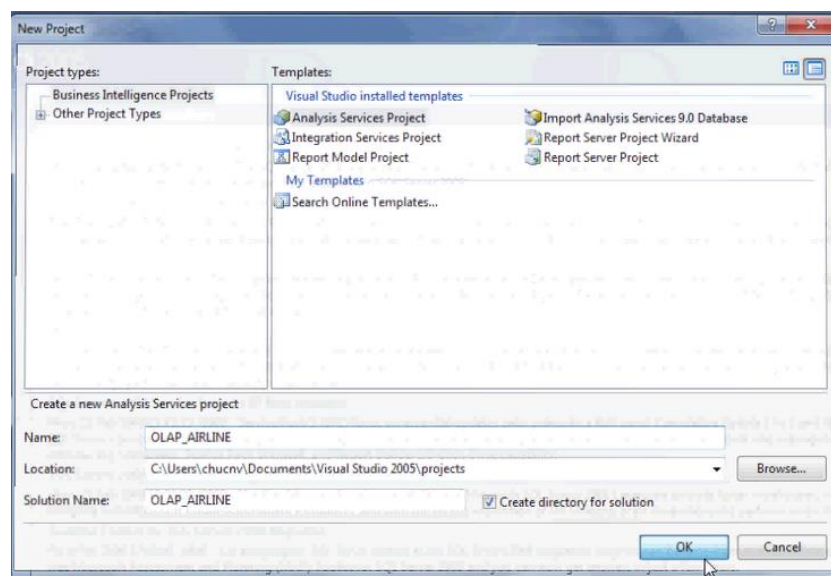 New Project
Project types:
Templates:
Business Intelligence Projects
Other Project Types
Visual Studio installed templates
Analysis Services Project
Import Analysis Services 9.0 Database
Integration Services Project
Report Server Project Wizard
Report Model Project
Report Server Project
My Templates
Search Online Templates...
Create a new Analysis Services project
Name:
OLAP_AIRLINE
Location:
C:\Users\chucnv\Documents\Visual Studio 2005\projects
Browse...
Solution Name:
OLAP_AIRLINE
Create directory for solution
OK
Cancel